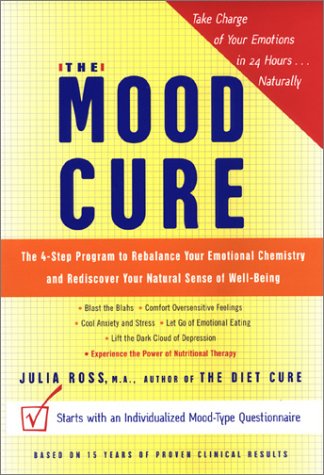 Take Charge
of Your Emotions
in 24 Hours...
Naturally
THE
MOOD
CURE
The 4-Step Program to Rebalance Your Emotional Chemistry
and Rediscover Your Natural Sense of Well-Being
• Blast the Blahs • Comfort Oversensitive Feelings
• Cool Anxiety and Stress • Let Go of Emotional Eating
• Lift the Dark Cloud of Depression
• Experience the Power of Nutritional Therapy
JULIA ROSS, M.A., AUTHOR OF THE DIET CURE
Starts with an Individualized Mood-Type Questionnaire
BASED ON 15 YEARS OF PROVEN CLINICAL RESULTS